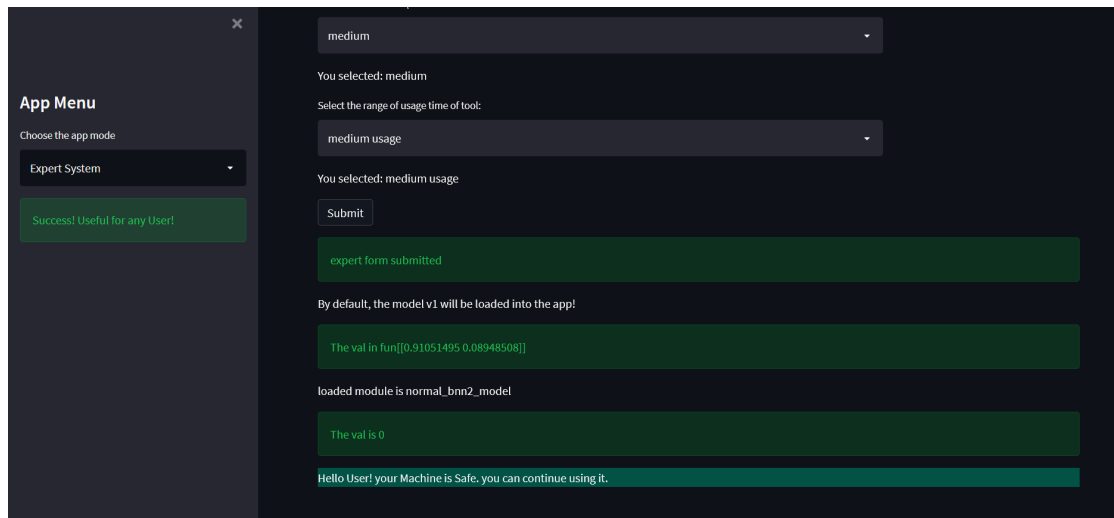 App Menu
Choose the app mode
Expert System
Success! Useful for any User!
medium
You selected: medium
Select the range of usage time of tool:
medium usage
You selected: medium usage
Submit
expert form submitted
By default, the model v1 will be loaded into the app!
The val in fun[[0.91051495 0.08948508]]
loaded module is normal_bnn2_model
The val is 0
Hello User! your Machine is Safe. you can continue using it.